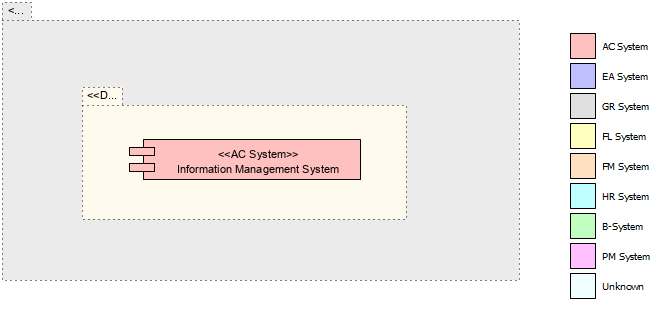 <...
<<D...
<<AC System>>
Information Management System
AC System
EA System
GR System
FL System
FM System
HR System
B-System
PM System
Unknown